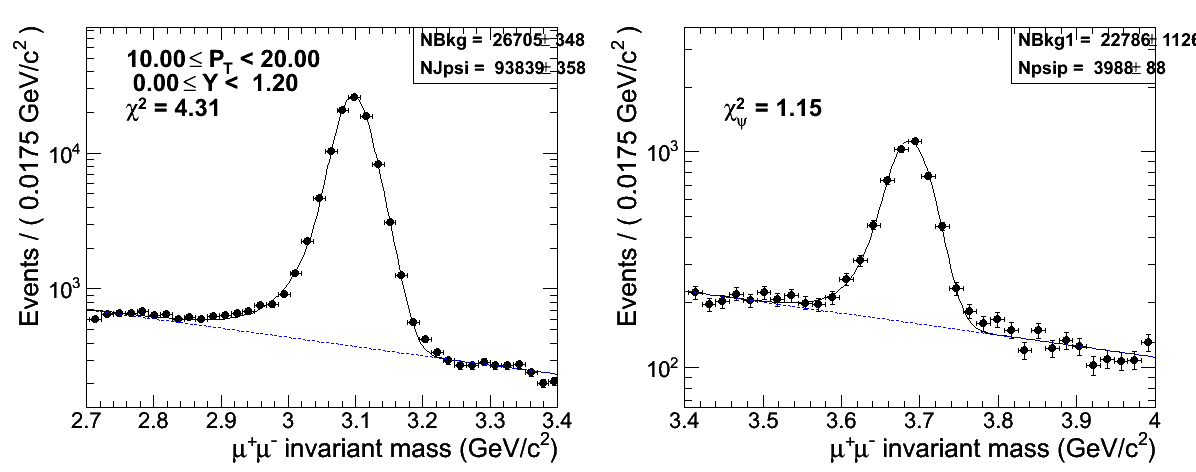 NBkg = 26705± 348
NJpsi = 93839± 358
10.00 ≤ P_T < 20.00
0.00 ≤ Y < 1.20
χ² = 4.31
Events / ( 0.0175 GeV/c² )
10⁴
10³
2.7 2.8 2.9 3 3.1 3.2 3.3 3.4
μ⁺μ⁻ invariant mass (GeV/c²)
NBkg1 = 22786± 1126
Npsip = 3988± 88
χ²_ψ = 1.15
Events / ( 0.0175 GeV/c² )
10³
10²
3.4 3.5 3.6 3.7 3.8 3.9 4
μ⁺μ⁻ invariant mass (GeV/c²)